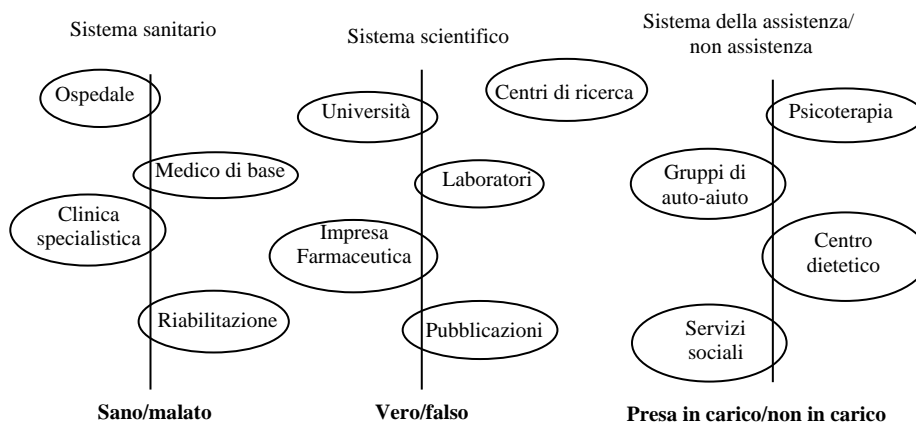 Sistema sanitario
Sistema scientifico
Sistema della assistenza/
non assistenza
Ospedale
Medico di base
Clinica
specialistica
Riabilitazione
Università
Centri di ricerca
Laboratori
Impresa
Farmaceutica
Pubblicazioni
Psicoterapia
Gruppi di
auto-aiuto
Centro
dietetico
Servizi
sociali
Sano/malato
Vero/falso
Presa in carico/non in carico